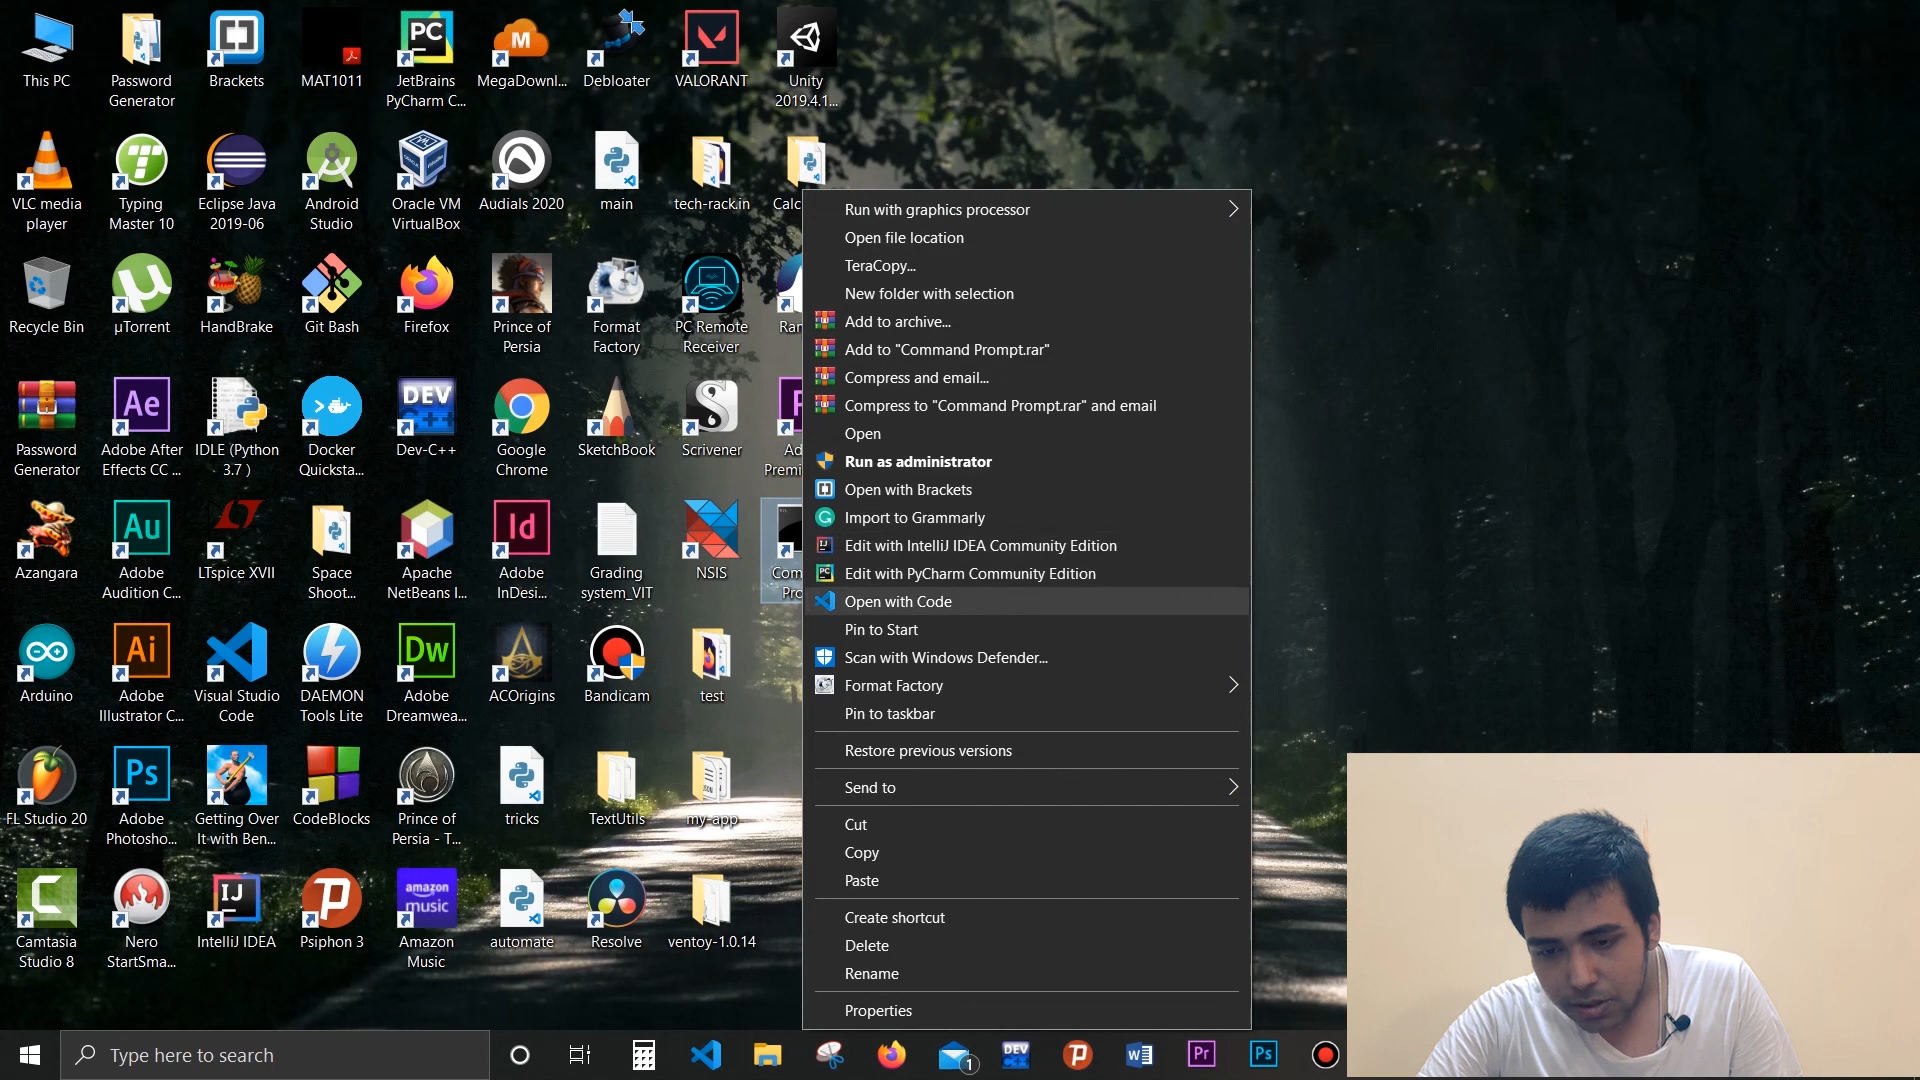 This PC
Password
Generator
Brackets
MAT1011
JetBrains
PyCharm C...
MegaDownl...
Debloater
VALORANT
Unity
2019.4.1...
VLC media
player
Typing
Master 10
Eclipse Java
2019-06
Android
Studio
Oracle VM
VirtualBox
Audials 2020
main
tech-rack.in
Calc
Recycle Bin
µTorrent
HandBrake
Git Bash
Firefox
Prince of
Persia
Format
Factory
PC Remote
Receiver
Ran
Password
Generator
Adobe After
Effects CC ...
IDLE (Python
3.7 )
Docker
Quicksta...
Dev-C++
Google
Chrome
SketchBook
Scrivener
Ad
Premi
Azangara
Adobe
Audition C...
LTspice XVII
Space
Shoot...
Apache
NetBeans I...
Adobe
InDesi...
Grading
system_VIT
NSIS
Com
Pro
Arduino
Adobe
Illustrator C...
Visual Studio
Code
DAEMON
Tools Lite
Adobe
Dreamwea...
ACOrigins
Bandicam
test
FL Studio 20
Adobe
Photosho...
Getting Over
It with Ben...
CodeBlocks
Prince of
Persia - T...
tricks
TextUtils
my-app
Camtasia
Studio 8
Nero
StartSma...
IntelliJ IDEA
Psiphon 3
Amazon
Music
automate
Resolve
ventoy-1.0.14
Run with graphics processor
Open file location
TeraCopy...
New folder with selection
Add to archive...
Add to "Command Prompt.rar"
Compress and email...
Compress to "Command Prompt.rar" and email
Open
Run as administrator
Open with Brackets
Import to Grammarly
Edit with IntelliJ IDEA Community Edition
Edit with PyCharm Community Edition
Open with Code
Pin to Start
Scan with Windows Defender...
Format Factory
Pin to taskbar
Restore previous versions
Send to
Cut
Copy
Paste
Create shortcut
Delete
Rename
Properties
Type here to search